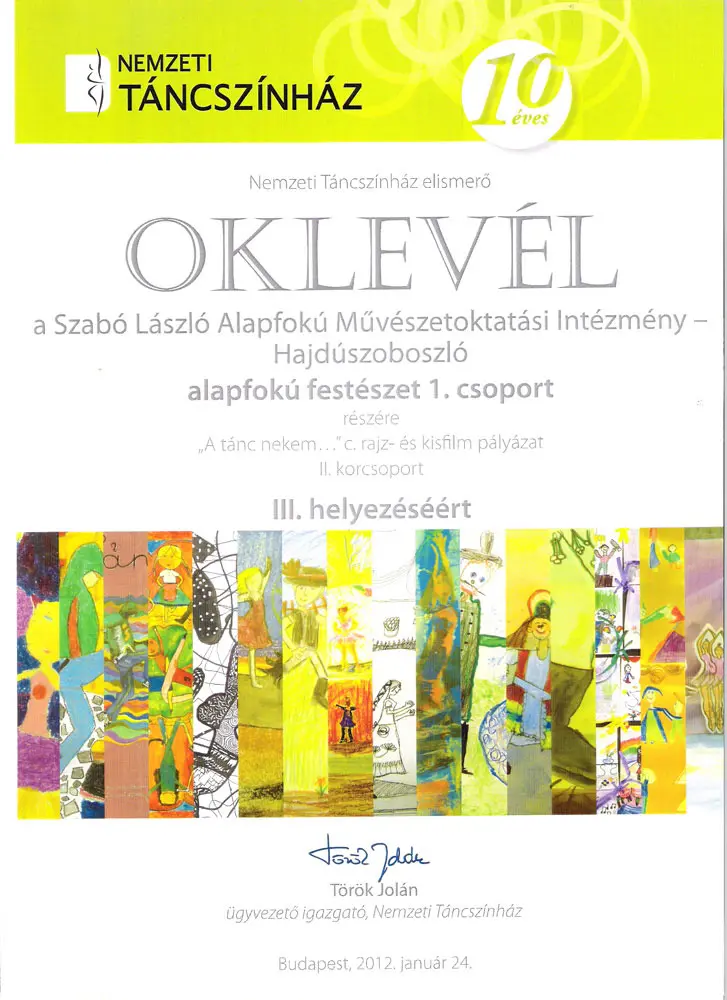 NEMZETI
TÁNCSZÍNHÁZ
10
éves
Nemzeti Táncszínház elismerő
OKLEVÉL
a Szabó László Alapfokú Művészetoktatási Intézmény –
Hajdúszoboszló
alapfokú festészet 1. csoport
részére
„A tánc nekem…” c. rajz- és kisfilm pályázat
II. korcsoport
III. helyezéséért
Török Jolán
ügyvezető igazgató, Nemzeti Táncszínház
Budapest, 2012. január 24.